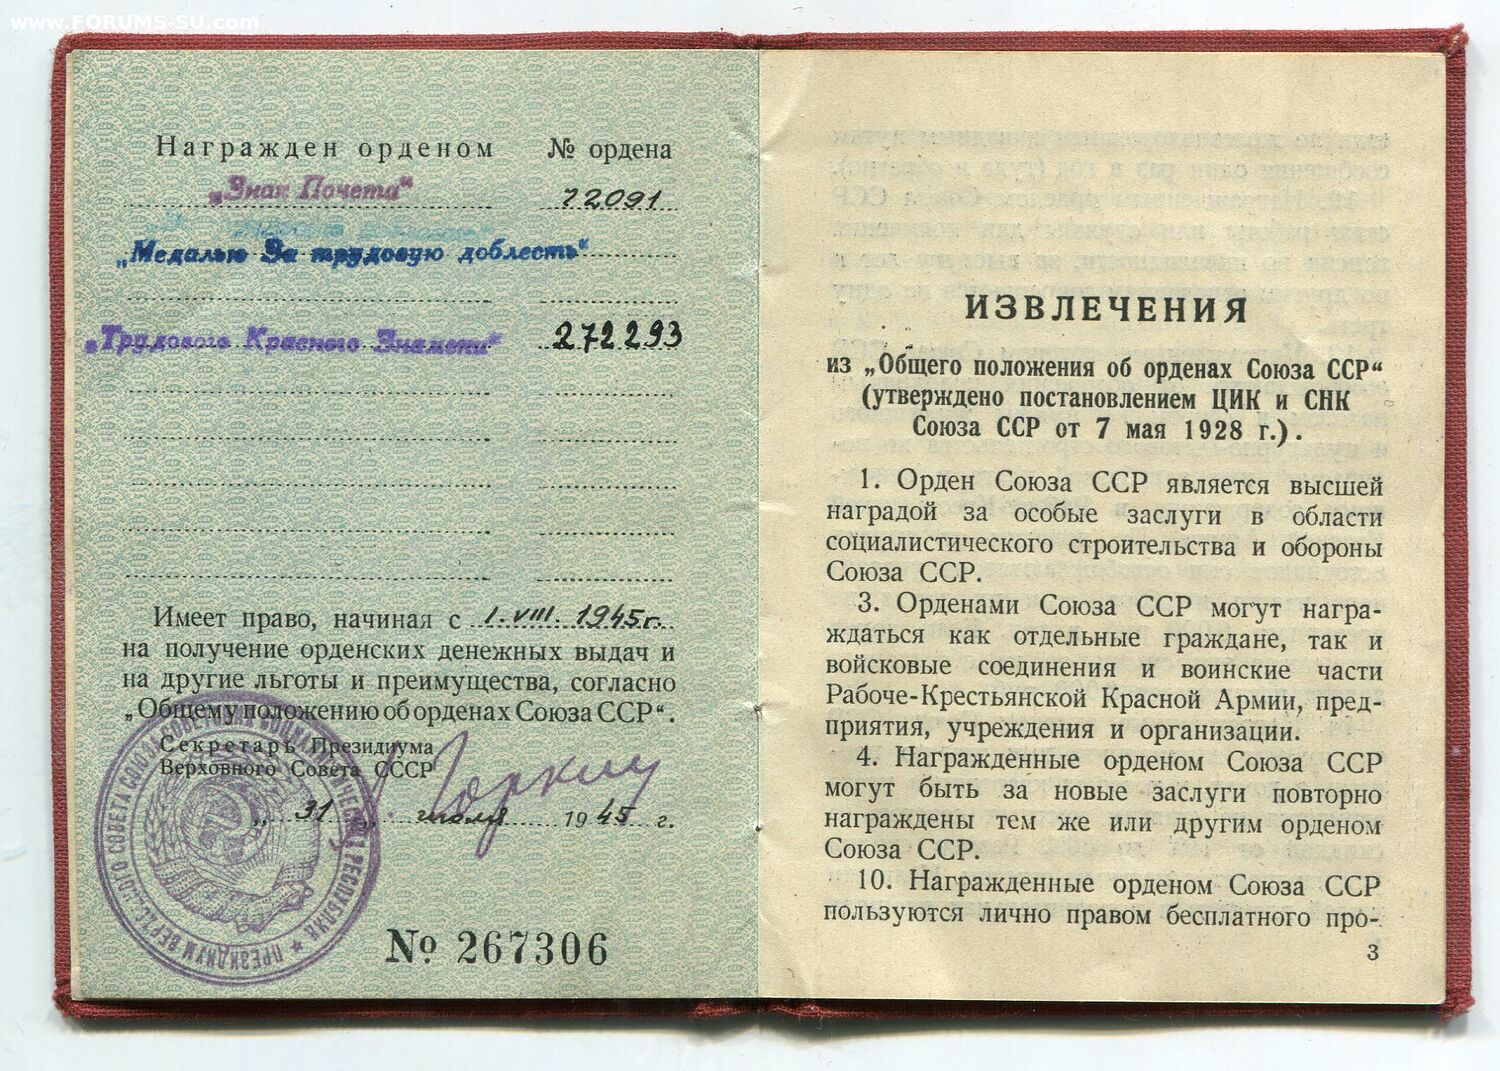 www.FORUMS-SU.com
Награжден орденом № ордена
„Знак Почета“ 72091
„Медалью За трудовую доблесть“
„Трудового Красного Знамени“ 272293
Имеет право, начиная с 1.VIII.1945г.
на получение орденских денежных выдач и
на другие льготы и преимущества, согласно
„Общему положению об орденах Союза ССР“.
Секретарь Президиума
Верховного Совета СССР Горкин
„31„ июля 1945 г.
№ 267306
ИЗВЛЕЧЕНИЯ
из „Общего положения об орденах Союза ССР“
(утверждено постановлением ЦИК и СНК
Союза ССР от 7 мая 1928 г.).
1. Орден Союза ССР является высшей
наградой за особые заслуги в области
социалистического строительства и обороны
Союза ССР.
3. Орденами Союза ССР могут награ-
ждаться как отдельные граждане, так и
войсковые соединения и воинские части
Рабоче-Крестьянской Красной Армии, пред-
приятия, учреждения и организации.
4. Награжденные орденом Союза ССР
могут быть за новые заслуги повторно
награждены тем же или другим орденом
Союза ССР.
10. Награжденные орденом Союза ССР
пользуются лично правом бесплатного про-
3